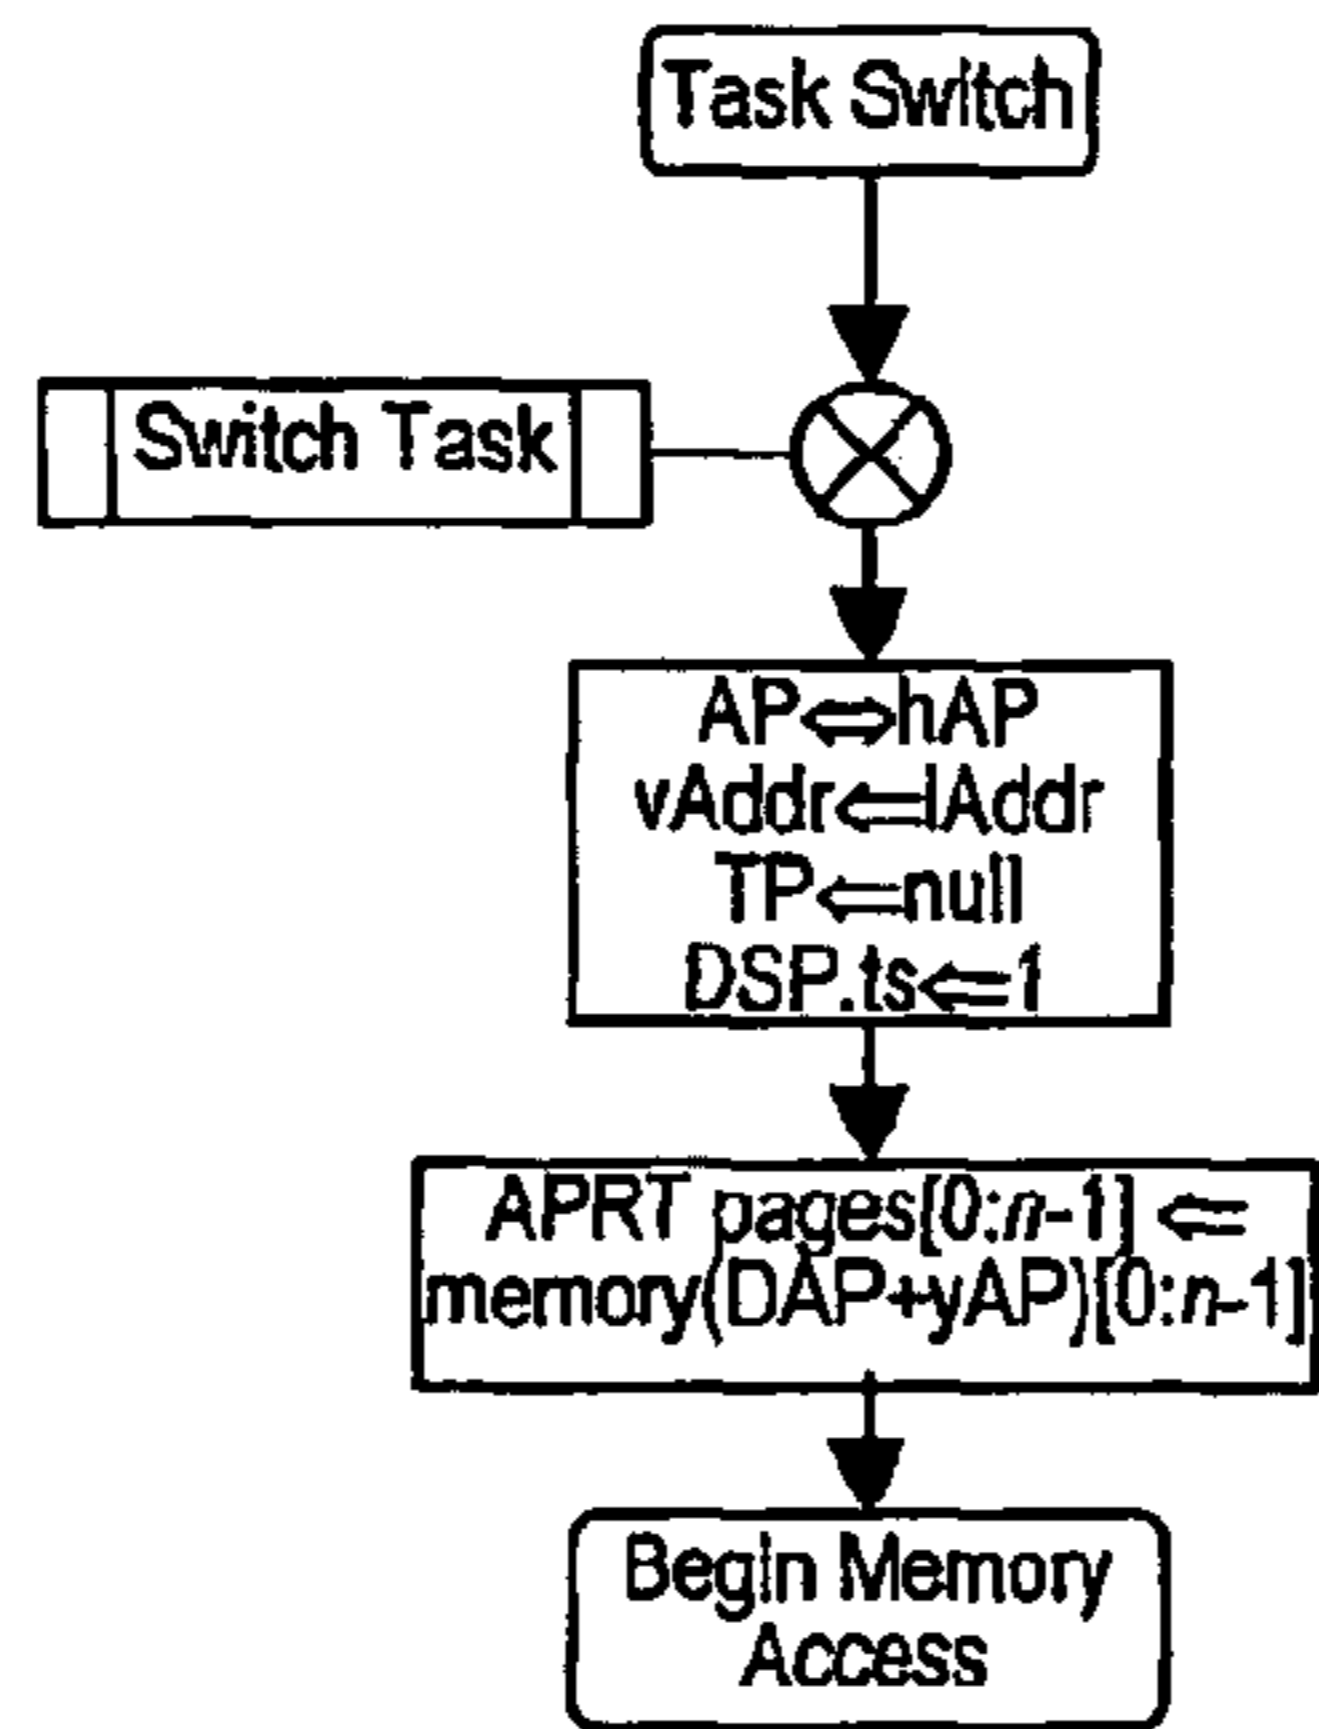 Task Switch
Switch Task
AP⇔hAP
vAddr⇐iAddr
TP⇐null
DSP.ts⇐1
APRT pages[0:n-1] ⇐
memory(DAP+yAP)[0:n-1]
Begin Memory
Access